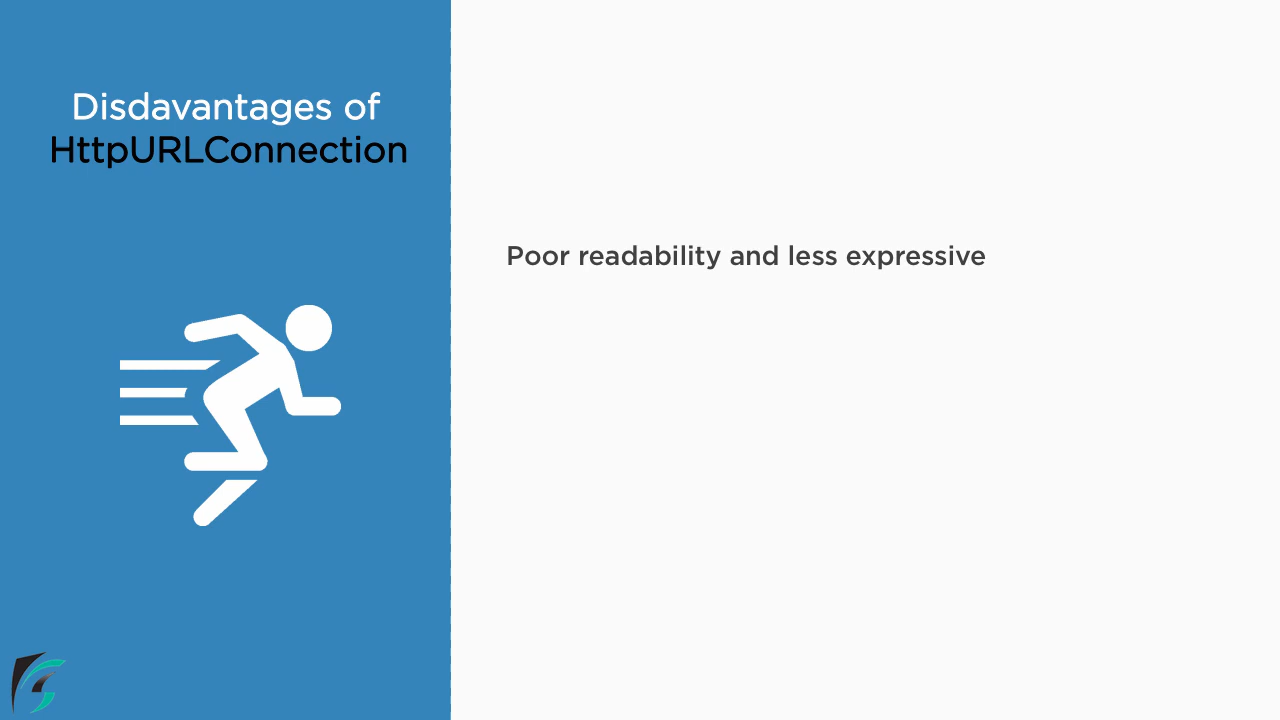 Disdavantages of
HttpURLConnection
Poor readability and less expressive